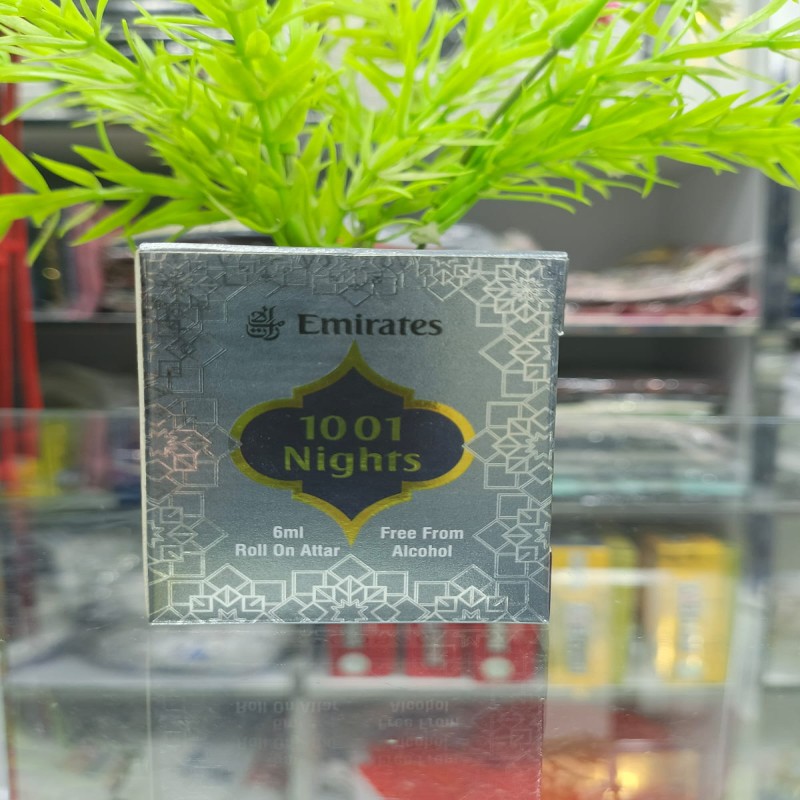 Emirates
1001
Nights
6ml
Roll On Attar
Free From
Alcohol